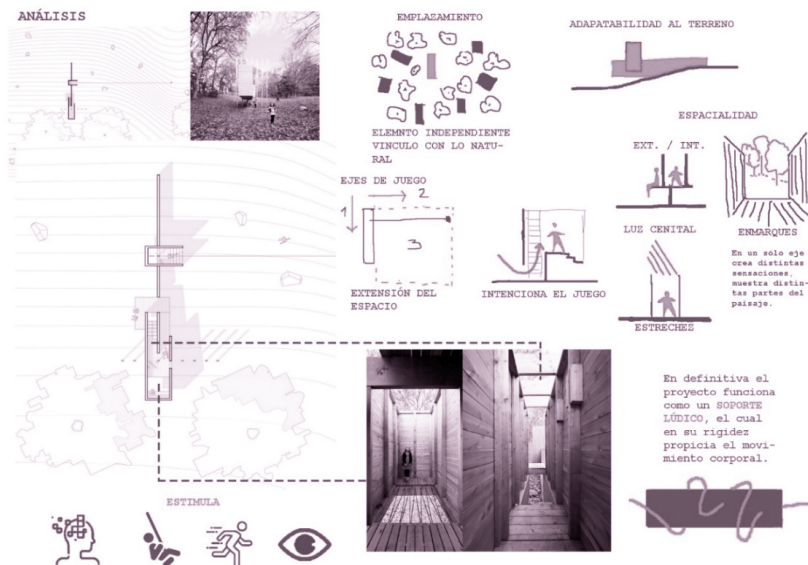 ANÁLISIS
EMPLAZAMIENTO
ELEMNTO INDEPENDIENTE
VINCULO CON LO NATU-
RAL
ADAPATABILIDAD AL TERRENO
ESPACIALIDAD
EXT. / INT.
ENMARQUES
En un sólo eje
crea distintas
sensaciones,
muestra distin-
tas partes del
paisaje.
LUZ CENITAL
ESTRECHEZ
EJES DE JUEGO
1
2
3
EXTENSIÓN DEL
ESPACIO
INTENCIONA EL JUEGO
En definitiva el
proyecto funciona
como un SOPORTE
LÚDICO, el cual
en su rigidez
propicia el movi-
miento corporal.
ESTIMULA